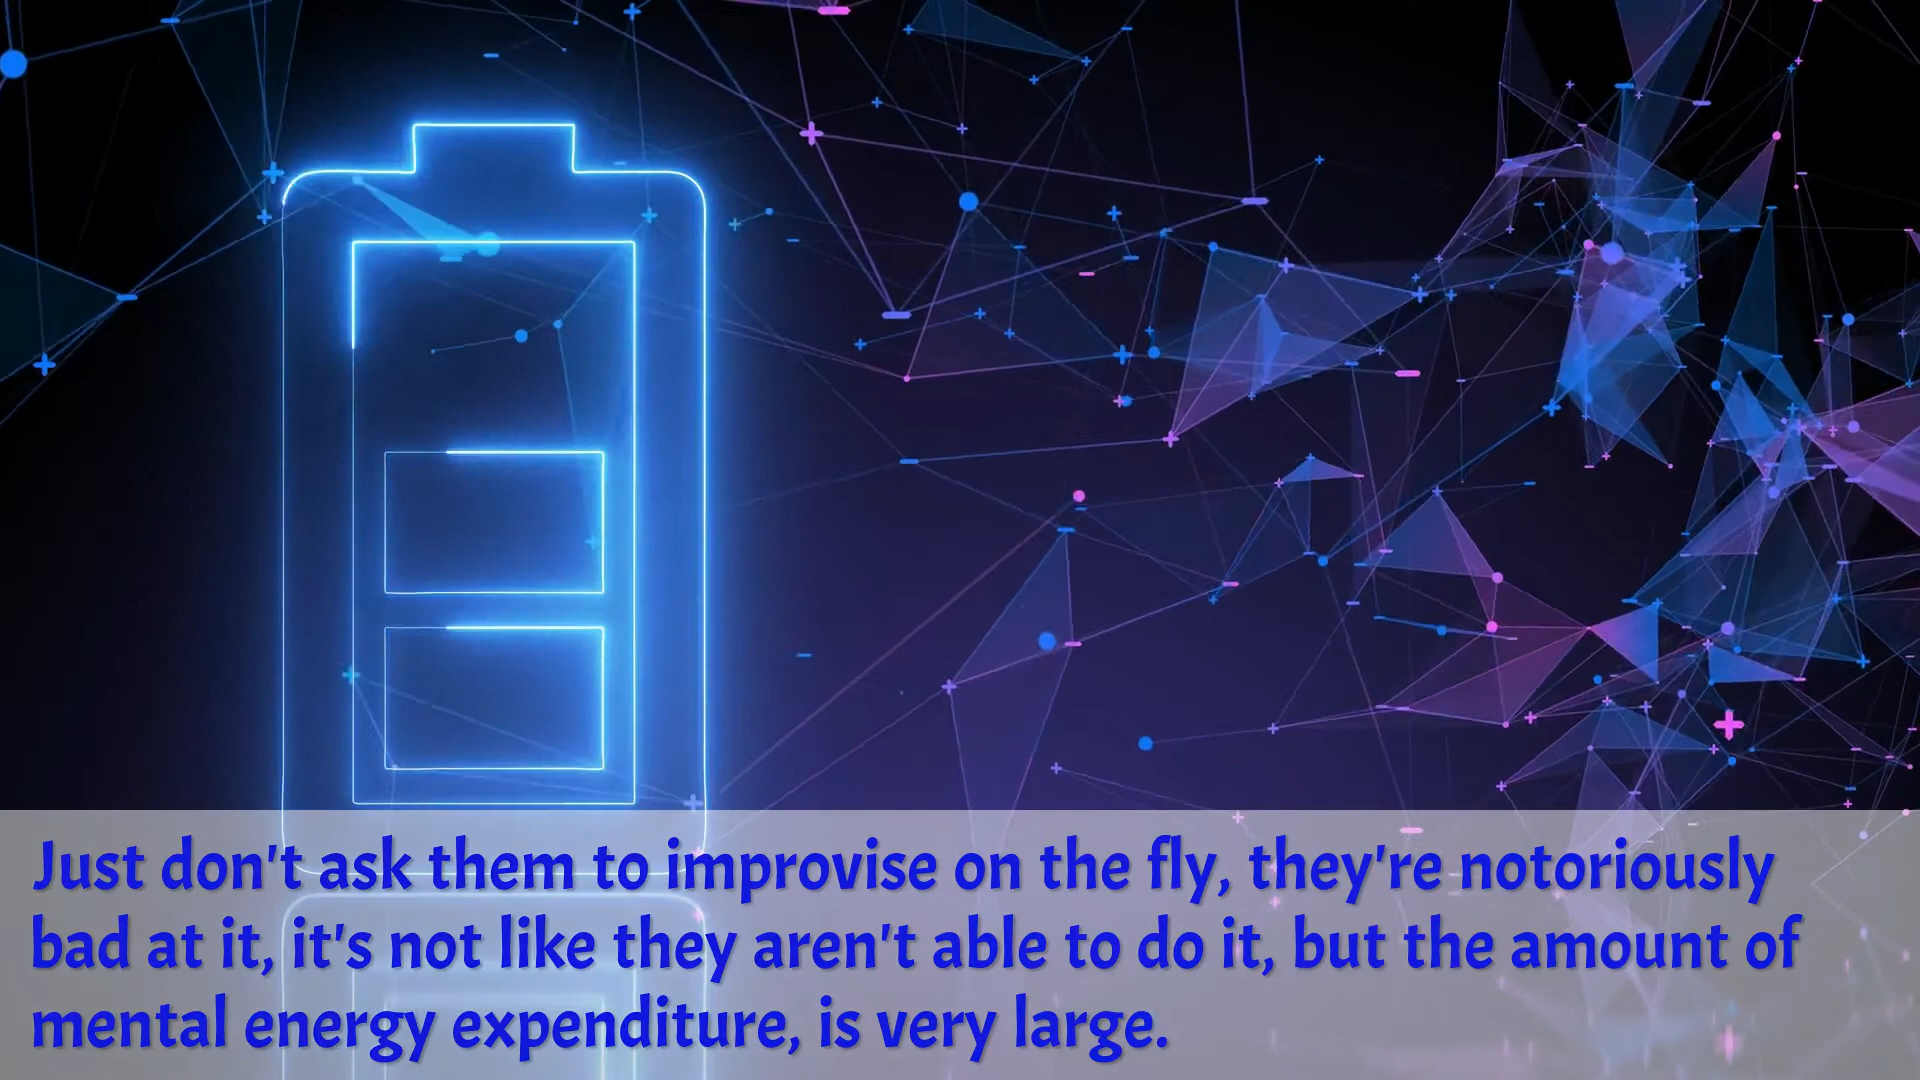 Just don't ask them to improvise on the fly, they're notoriously
bad at it, it's not like they aren't able to do it, but the amount of
mental energy expenditure, is very large.